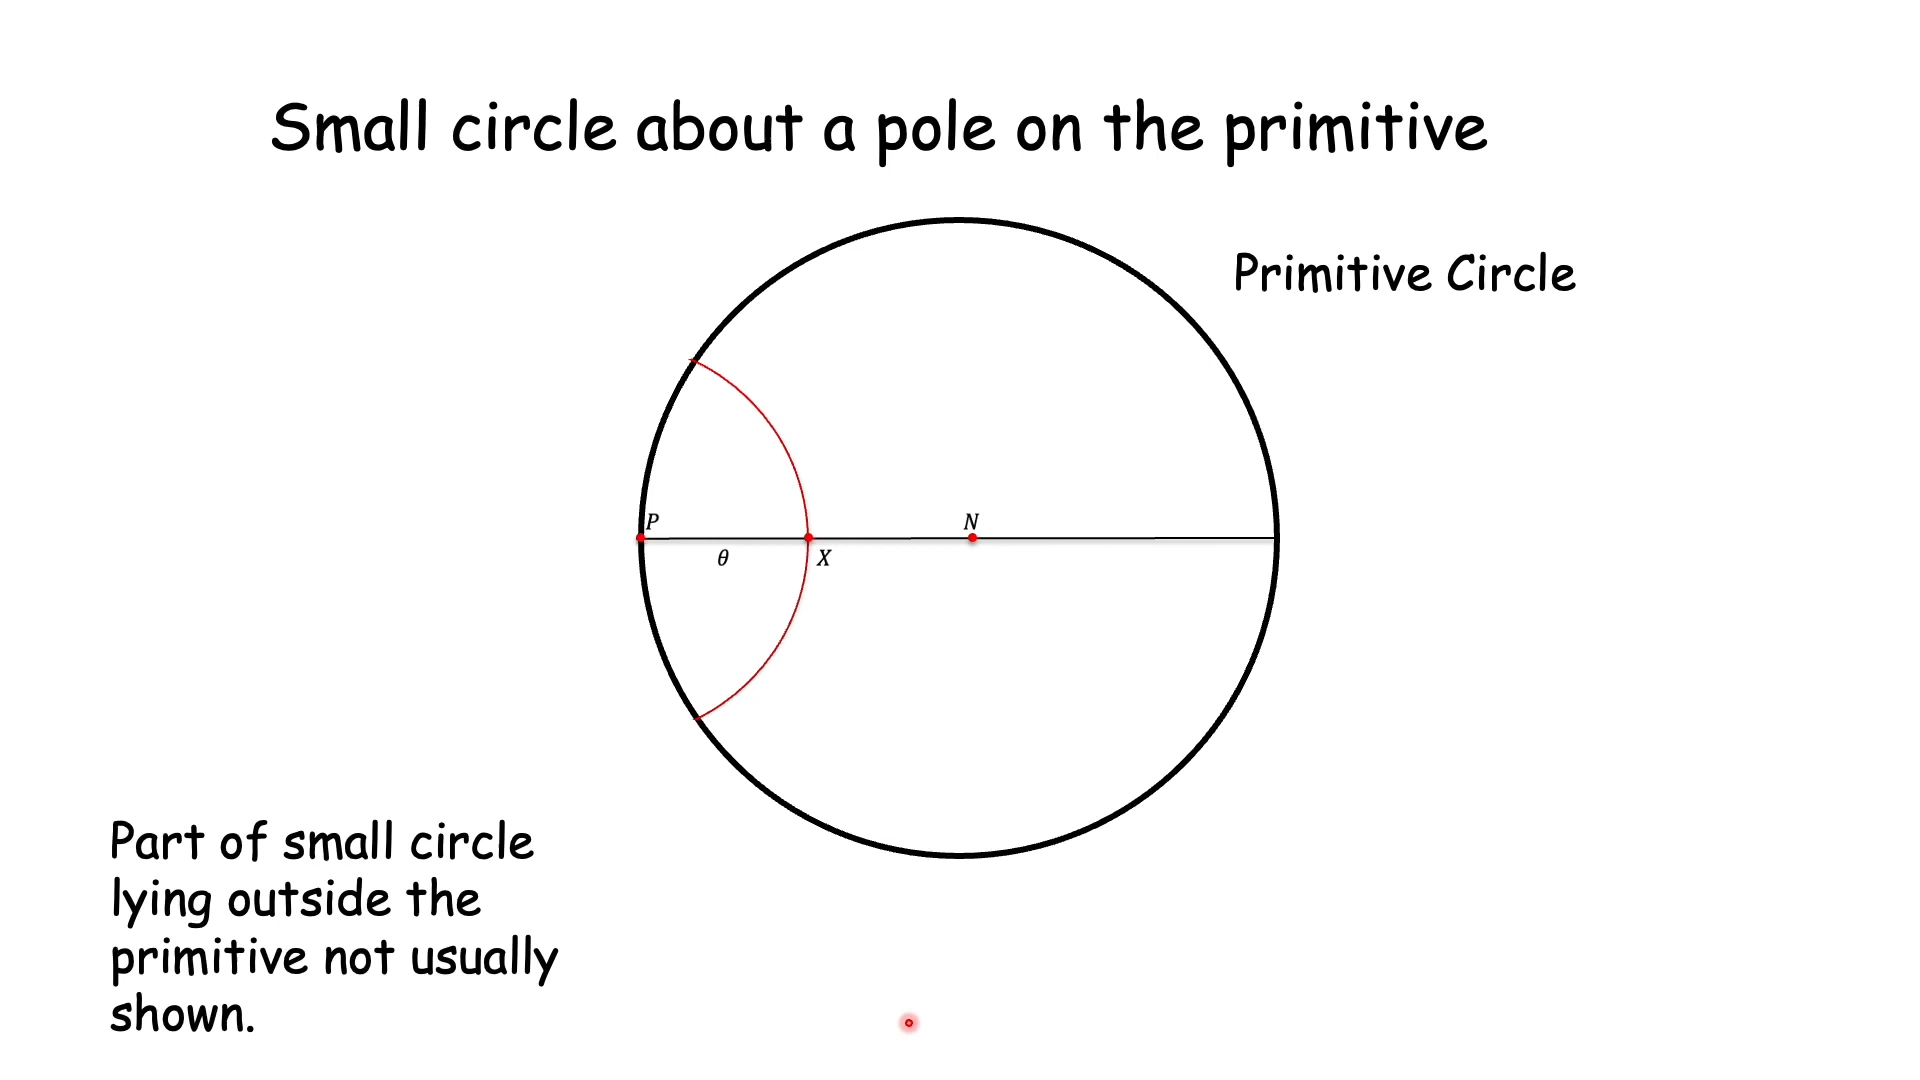 Small circle about a pole on the primitive
Primitive Circle
P
N
θ
X
Part of small circle
lying outside the
primitive not usually
shown.